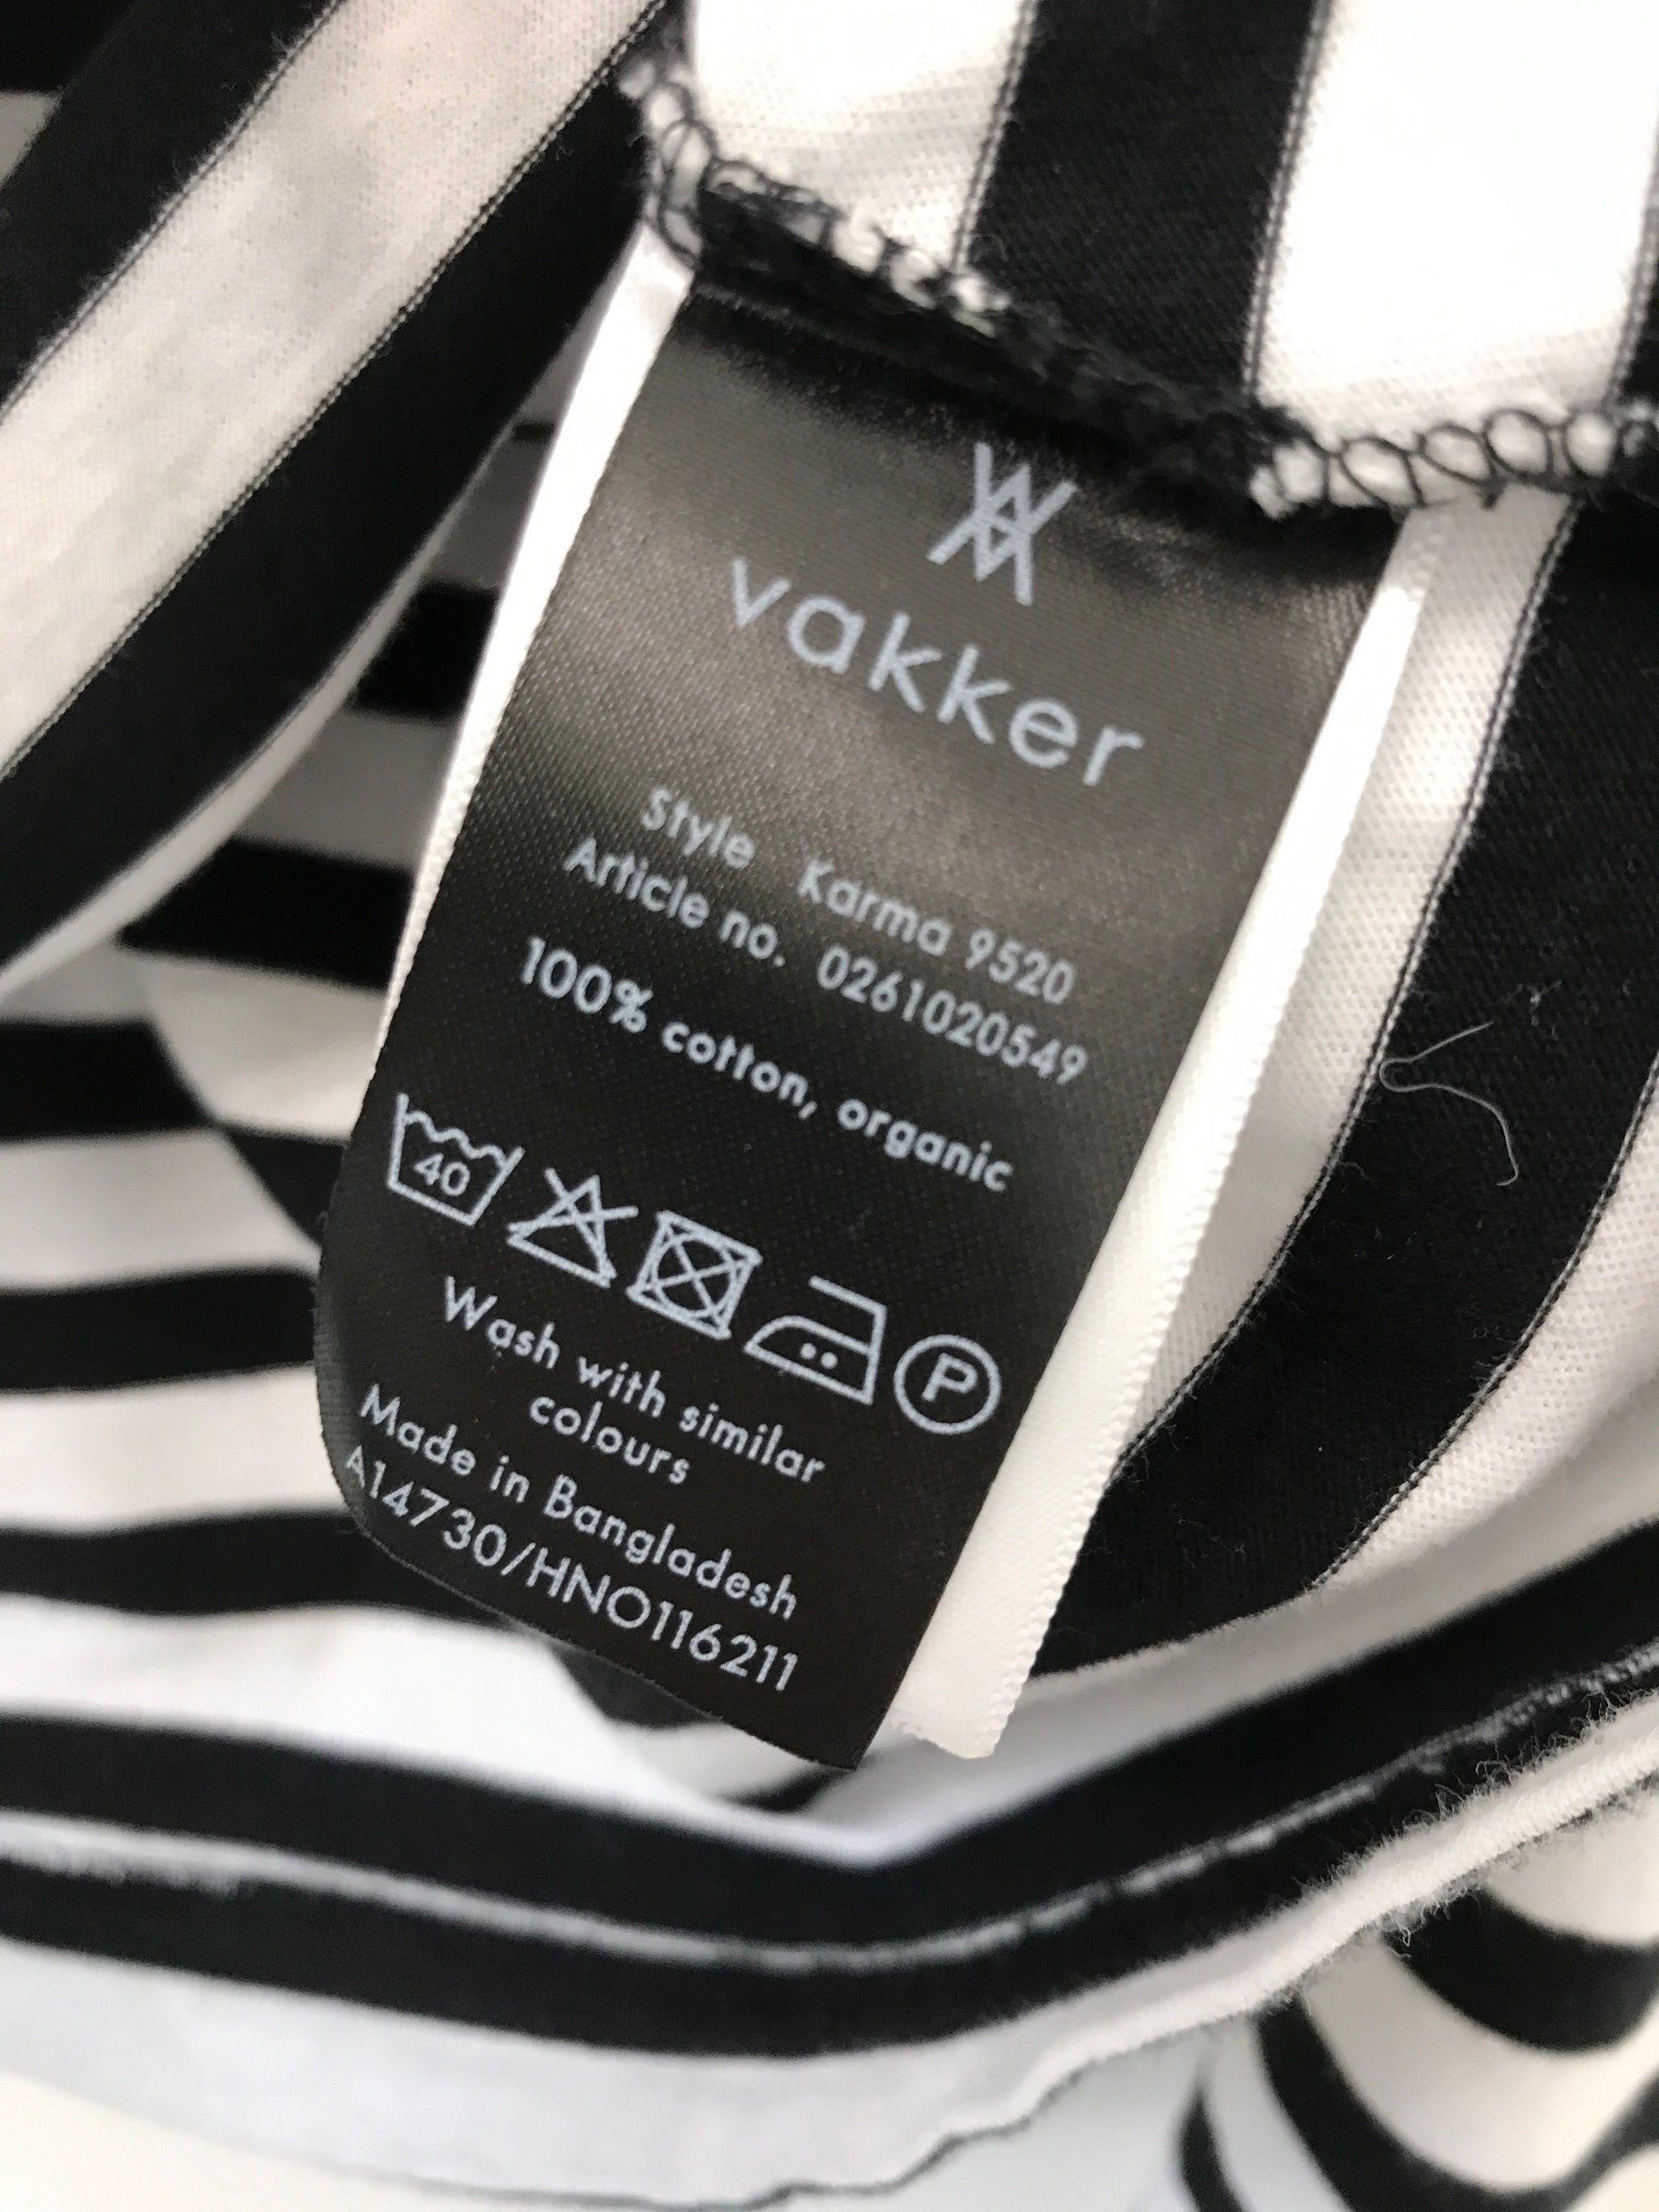 vakker
Style Karma 9520
Article no. 0261020549
100% cotton, organic
40
P
Wash with similar
colours
Made in Bangladesh
A14730/HNO116211